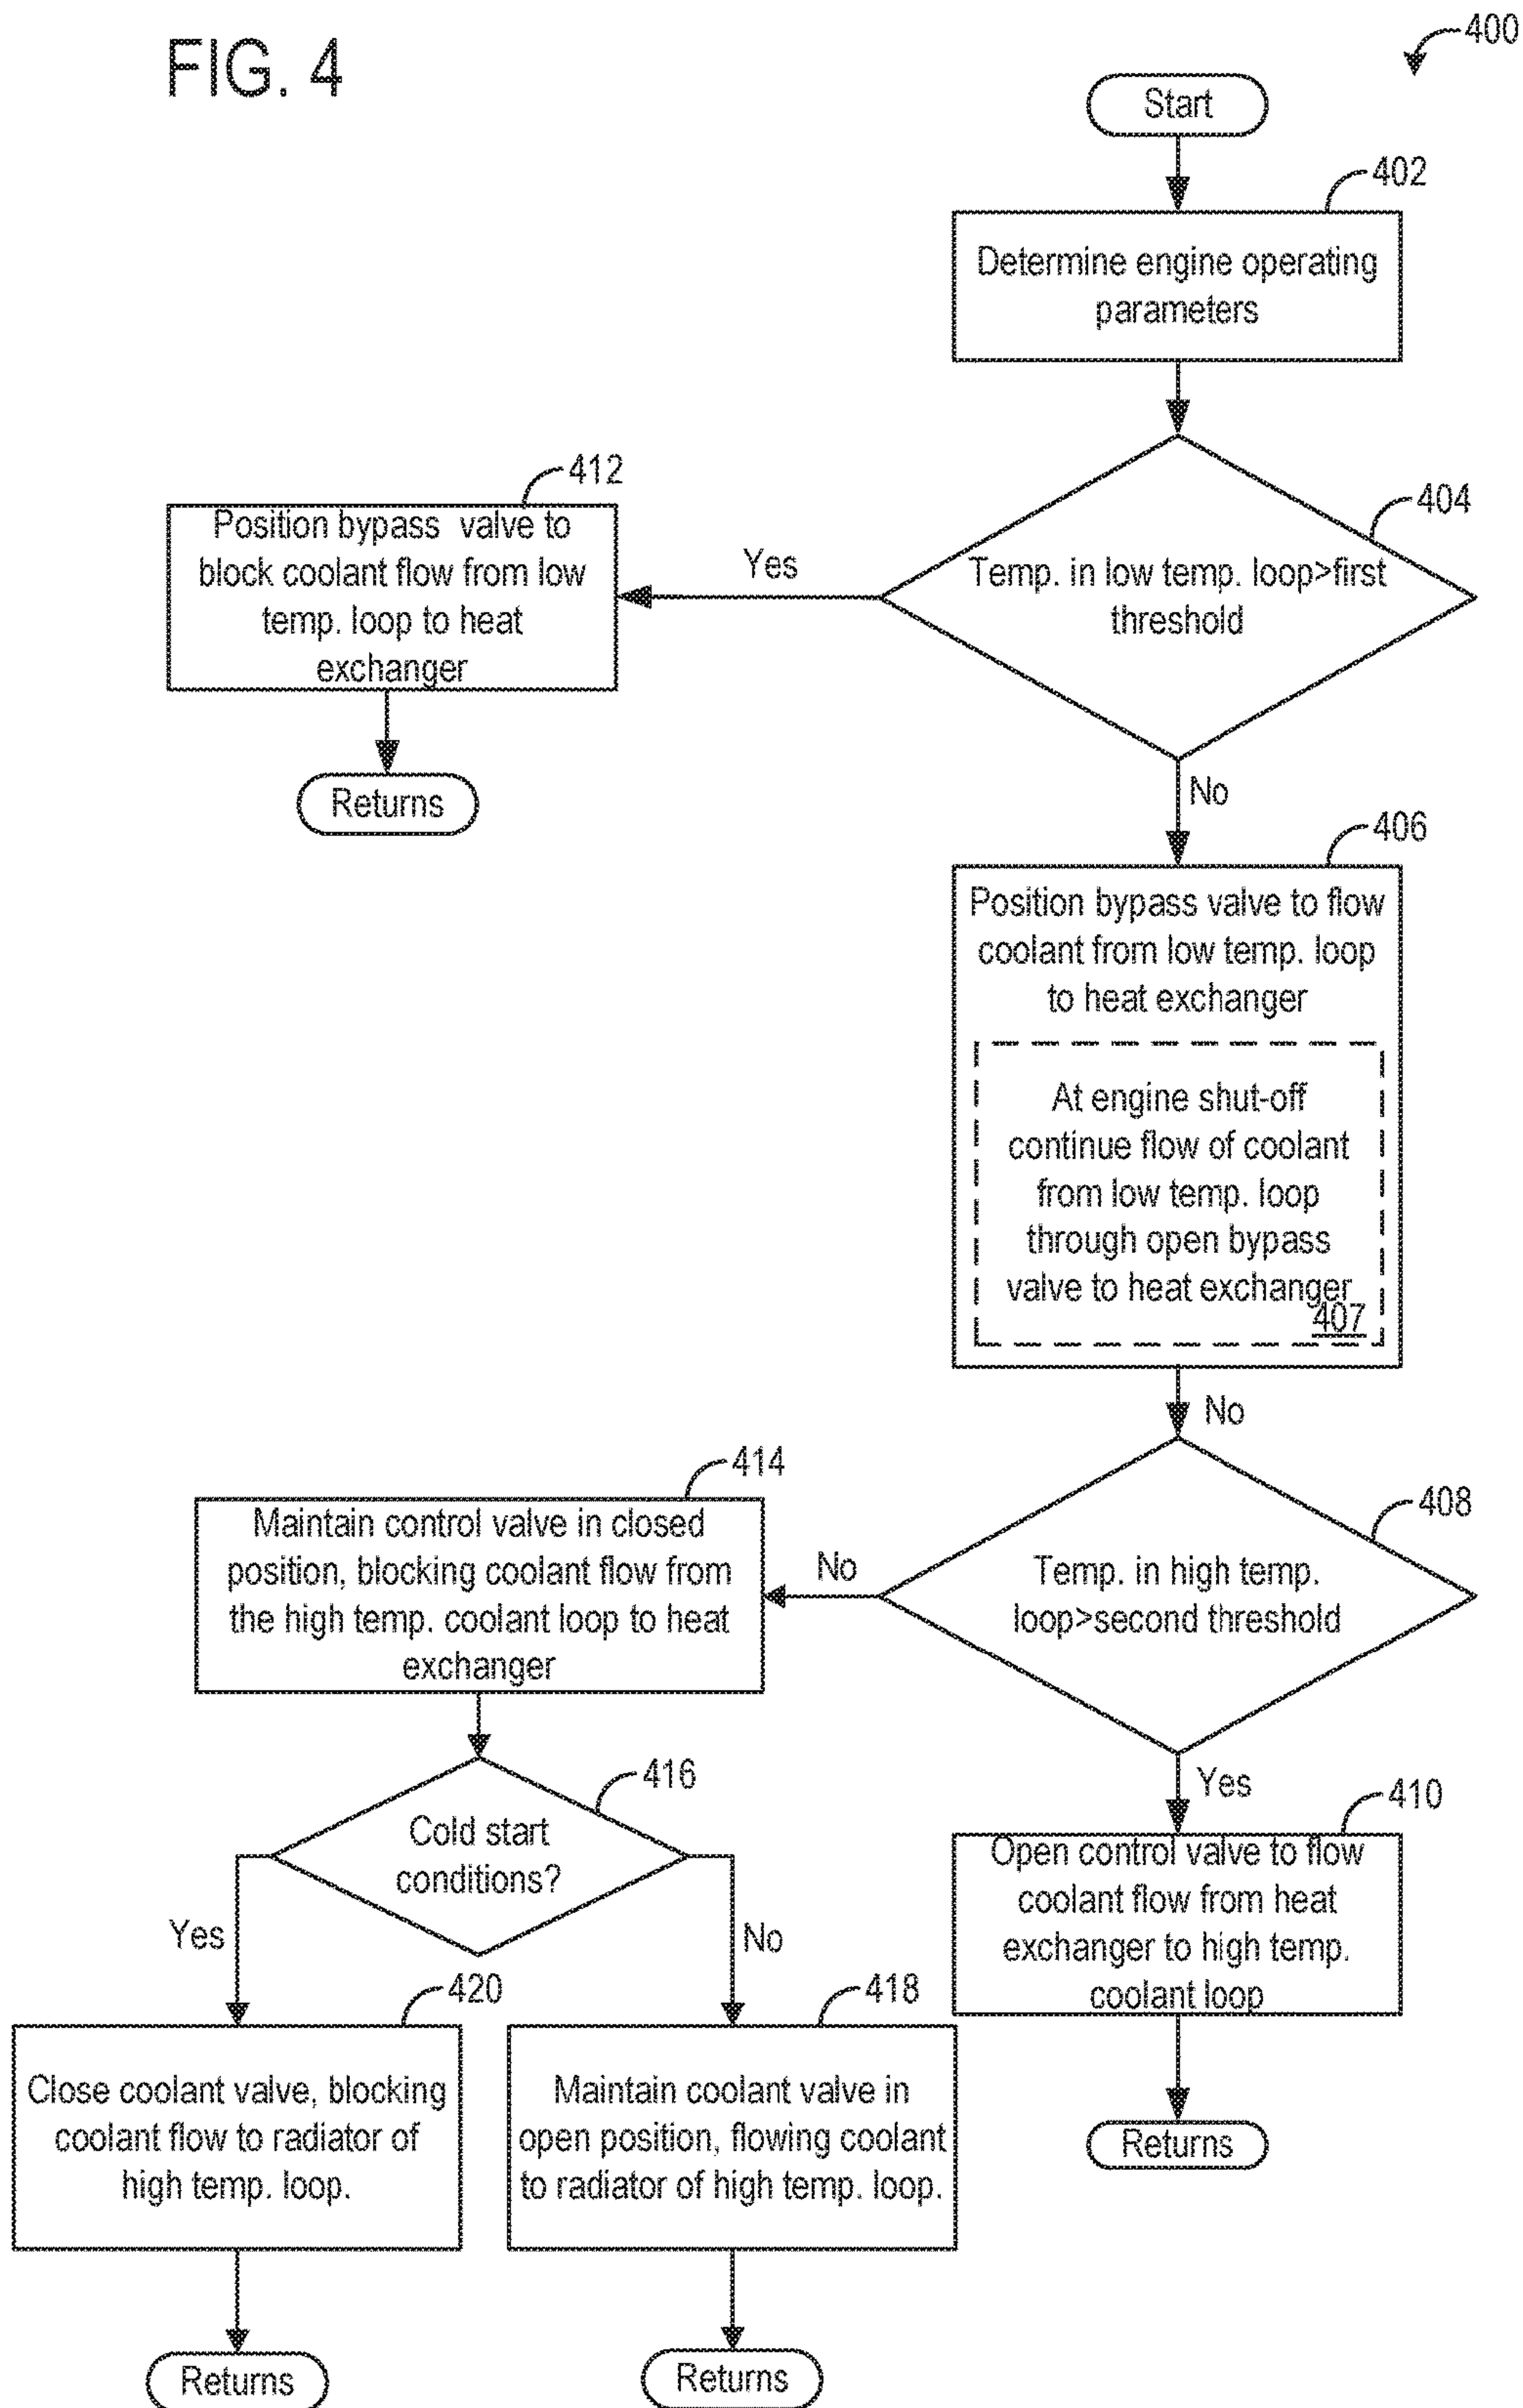 FIG. 4
400
Start
402
Determine engine operating
parameters
404
Temp. in low temp. loop>first
threshold
Yes
412
Position bypass valve to
block coolant flow from low
temp. loop to heat
exchanger
Returns
No
406
Position bypass valve to flow
coolant from low temp. loop
to heat exchanger
At engine shut-off
continue flow of coolant
from low temp. loop
through open bypass
valve to heat exchanger
407
No
408
Temp. in high temp.
loop>second threshold
No
414
Maintain control valve in closed
position, blocking coolant flow from
the high temp. coolant loop to heat
exchanger
Yes
410
Open control valve to flow
coolant flow from heat
exchanger to high temp.
coolant loop
Returns
416
Cold start
conditions?
Yes
No
420
Close coolant valve, blocking
coolant flow to radiator of
high temp. loop.
Returns
418
Maintain coolant valve in
open position, flowing coolant
to radiator of high temp. loop.
Returns